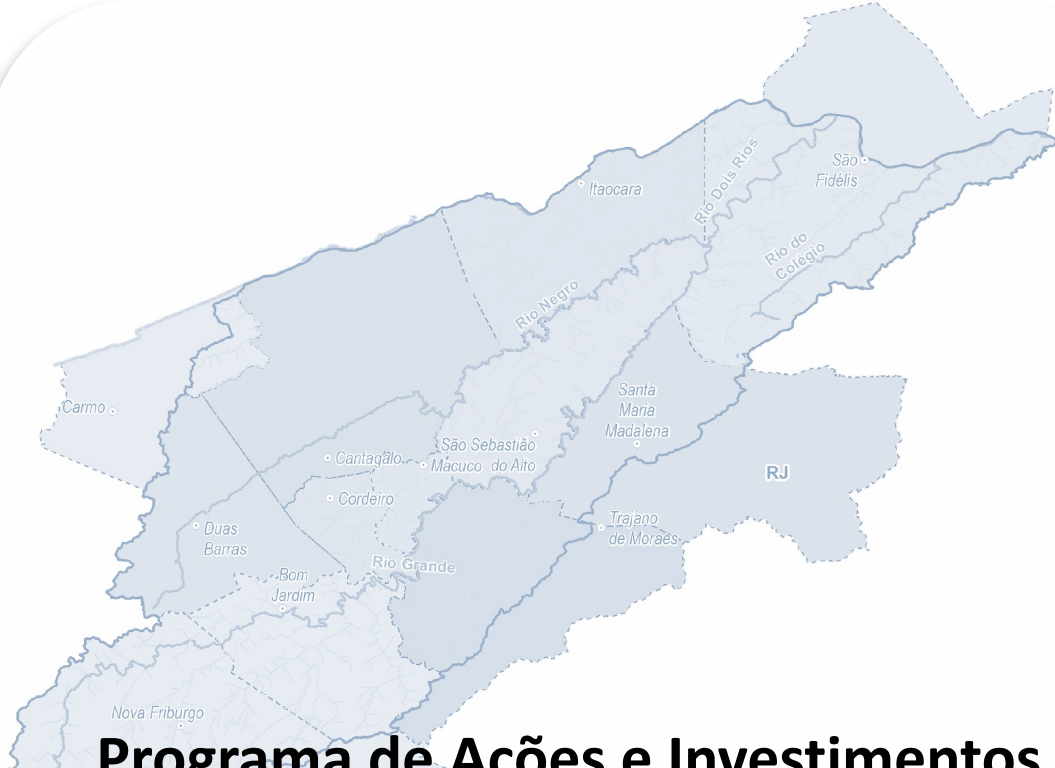 São
Fidélis
Itaocara
Rio Dois Rios
Rio do
Colégio
Rio Negro
Santa
Maria
Madalena
Carmo
São Sebastião
do Alto
Cantagalo
Macuco
RJ
Cordeiro
Trajano
de Moraes
Duas
Barras
Rio Grande
Bom
Jardim
Nova Friburgo
Programa de Ações e Investimentos